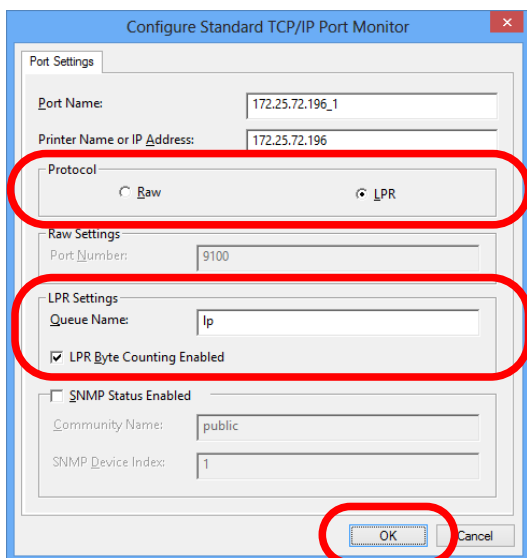 Configure Standard TCP/IP Port Monitor
Port Settings
Port Name: 172.25.72.196_1
Printer Name or IP Address: 172.25.72.196
Protocol
Raw LPR
Raw Settings
Port Number: 9100
LPR Settings
Queue Name: lp
LPR Byte Counting Enabled
SNMP Status Enabled
Community Name: public
SNMP Device Index: 1
OK Cancel